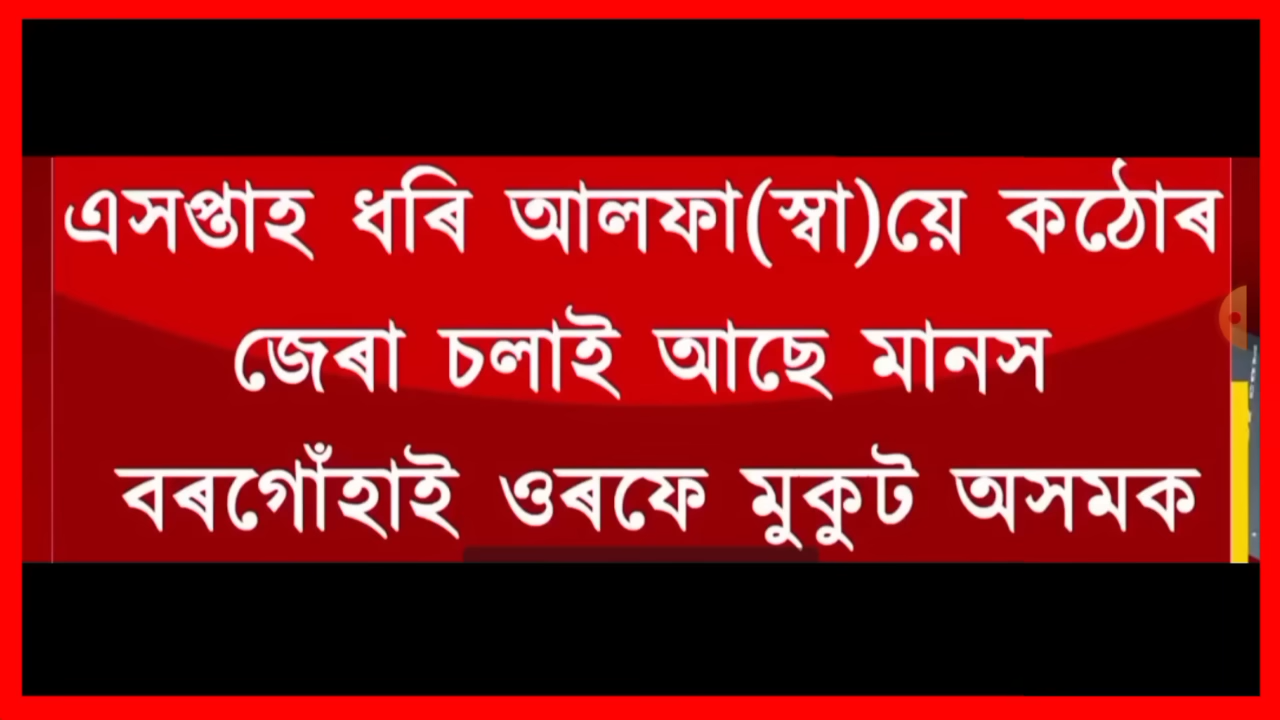 এসপ্তাহ ধৰি আলফা(স্বা)য়ে কঠোৰ
জেৰা চলাই আছে মানস
বৰগোঁহাই ওৰফে মুকুট অসমক